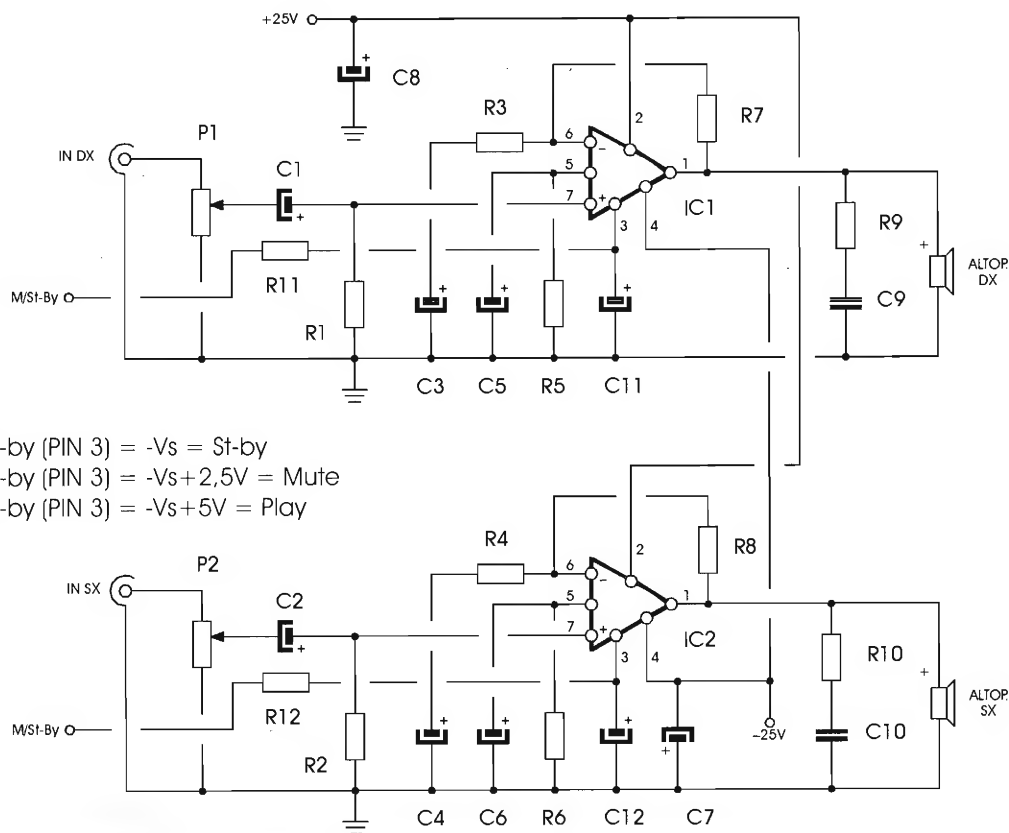 +25V
C8
R3
R7
P1
IN DX
C1
6
2
5
1
7
IC1
3
4
R9
R11
M/St-By
ALTOP. DX
C9
R1
C3
C5
R5
C11
-by (PIN 3) = -Vs = St-by
-by (PIN 3) = -Vs+2,5V = Mute
-by (PIN 3) = -Vs+5V = Play
R4
R8
P2
IN SX
C2
6
2
5
1
7
IC2
3
4
R10
R12
M/St-By
ALTOP. SX
−25V
C10
R2
C4
C6
R6
C12
C7